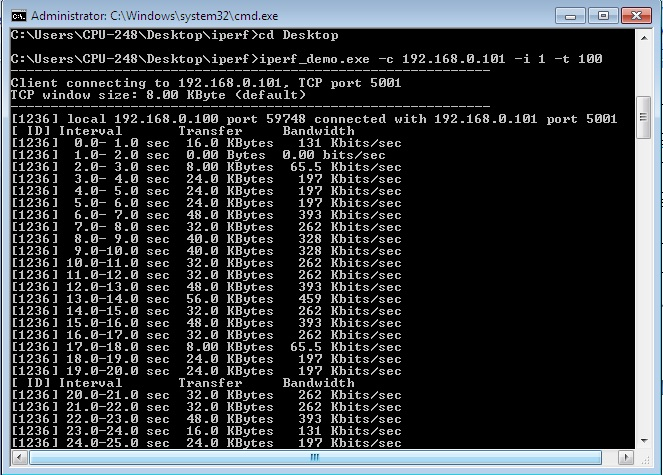 Administrator: C:\Windows\system32\cmd.exe
C:\Users\CPU-248\Desktop\iperf>cd Desktop
C:\Users\CPU-248\Desktop\iperf>iperf_demo.exe -c 192.168.0.101 -i 1 -t 100
------------------------------------------------------------
Client connecting to 192.168.0.101, TCP port 5001
TCP window size: 8.00 KByte (default)
------------------------------------------------------------
[1236] local 192.168.0.100 port 59748 connected with 192.168.0.101 port 5001
[ ID] Interval       Transfer     Bandwidth
[1236]  0.0- 1.0 sec  16.0 KBytes   131 Kbits/sec
[1236]  1.0- 2.0 sec  0.00 Bytes  0.00 bits/sec
[1236]  2.0- 3.0 sec  8.00 KBytes  65.5 Kbits/sec
[1236]  3.0- 4.0 sec  24.0 KBytes   197 Kbits/sec
[1236]  4.0- 5.0 sec  24.0 KBytes   197 Kbits/sec
[1236]  5.0- 6.0 sec  24.0 KBytes   197 Kbits/sec
[1236]  6.0- 7.0 sec  48.0 KBytes   393 Kbits/sec
[1236]  7.0- 8.0 sec  32.0 KBytes   262 Kbits/sec
[1236]  8.0- 9.0 sec  40.0 KBytes   328 Kbits/sec
[1236]  9.0-10.0 sec  40.0 KBytes   328 Kbits/sec
[1236] 10.0-11.0 sec  32.0 KBytes   262 Kbits/sec
[1236] 11.0-12.0 sec  32.0 KBytes   262 Kbits/sec
[1236] 12.0-13.0 sec  48.0 KBytes   393 Kbits/sec
[1236] 13.0-14.0 sec  56.0 KBytes   459 Kbits/sec
[1236] 14.0-15.0 sec  32.0 KBytes   262 Kbits/sec
[1236] 15.0-16.0 sec  48.0 KBytes   393 Kbits/sec
[1236] 16.0-17.0 sec  32.0 KBytes   262 Kbits/sec
[1236] 17.0-18.0 sec  8.00 KBytes  65.5 Kbits/sec
[1236] 18.0-19.0 sec  24.0 KBytes   197 Kbits/sec
[1236] 19.0-20.0 sec  24.0 KBytes   197 Kbits/sec
[ ID] Interval       Transfer     Bandwidth
[1236] 20.0-21.0 sec  32.0 KBytes   262 Kbits/sec
[1236] 21.0-22.0 sec  32.0 KBytes   262 Kbits/sec
[1236] 22.0-23.0 sec  48.0 KBytes   393 Kbits/sec
[1236] 23.0-24.0 sec  16.0 KBytes   131 Kbits/sec
[1236] 24.0-25.0 sec  24.0 KBytes   197 Kbits/sec